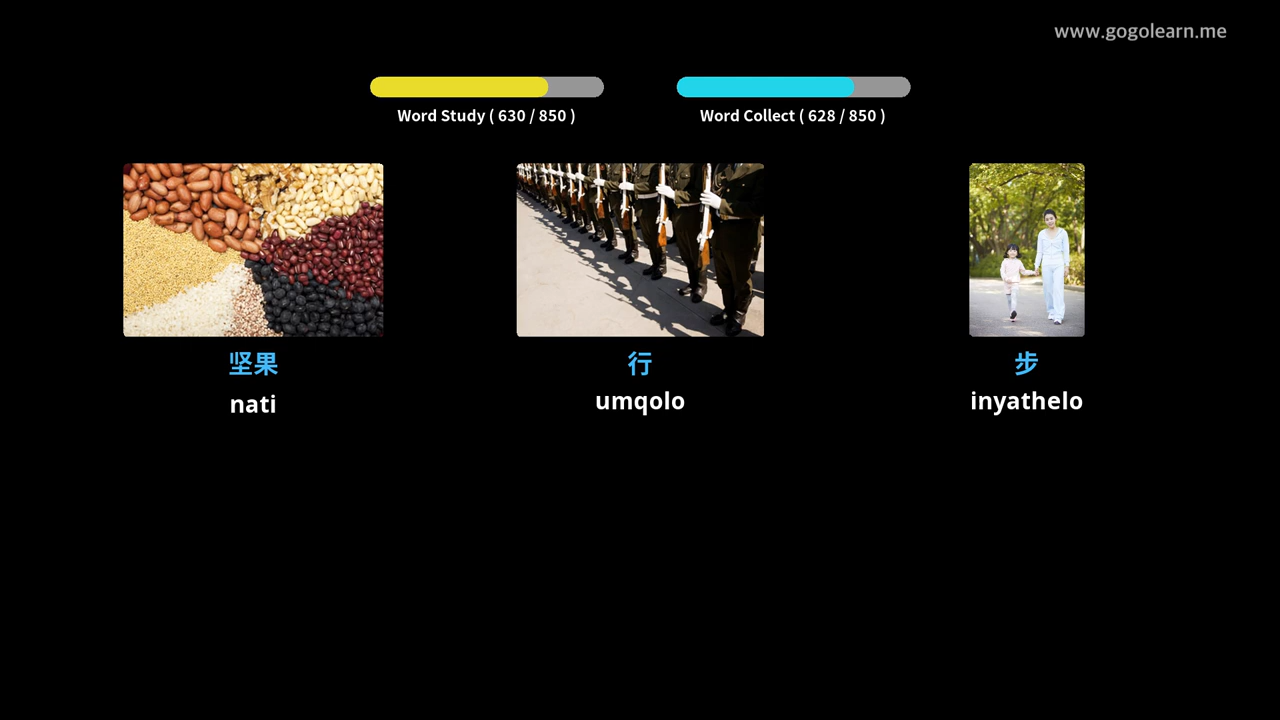 www.gogolearn.me
Word Study ( 630 / 850 )
Word Collect ( 628 / 850 )
坚果
nati
行
umqolo
步
inyathelo